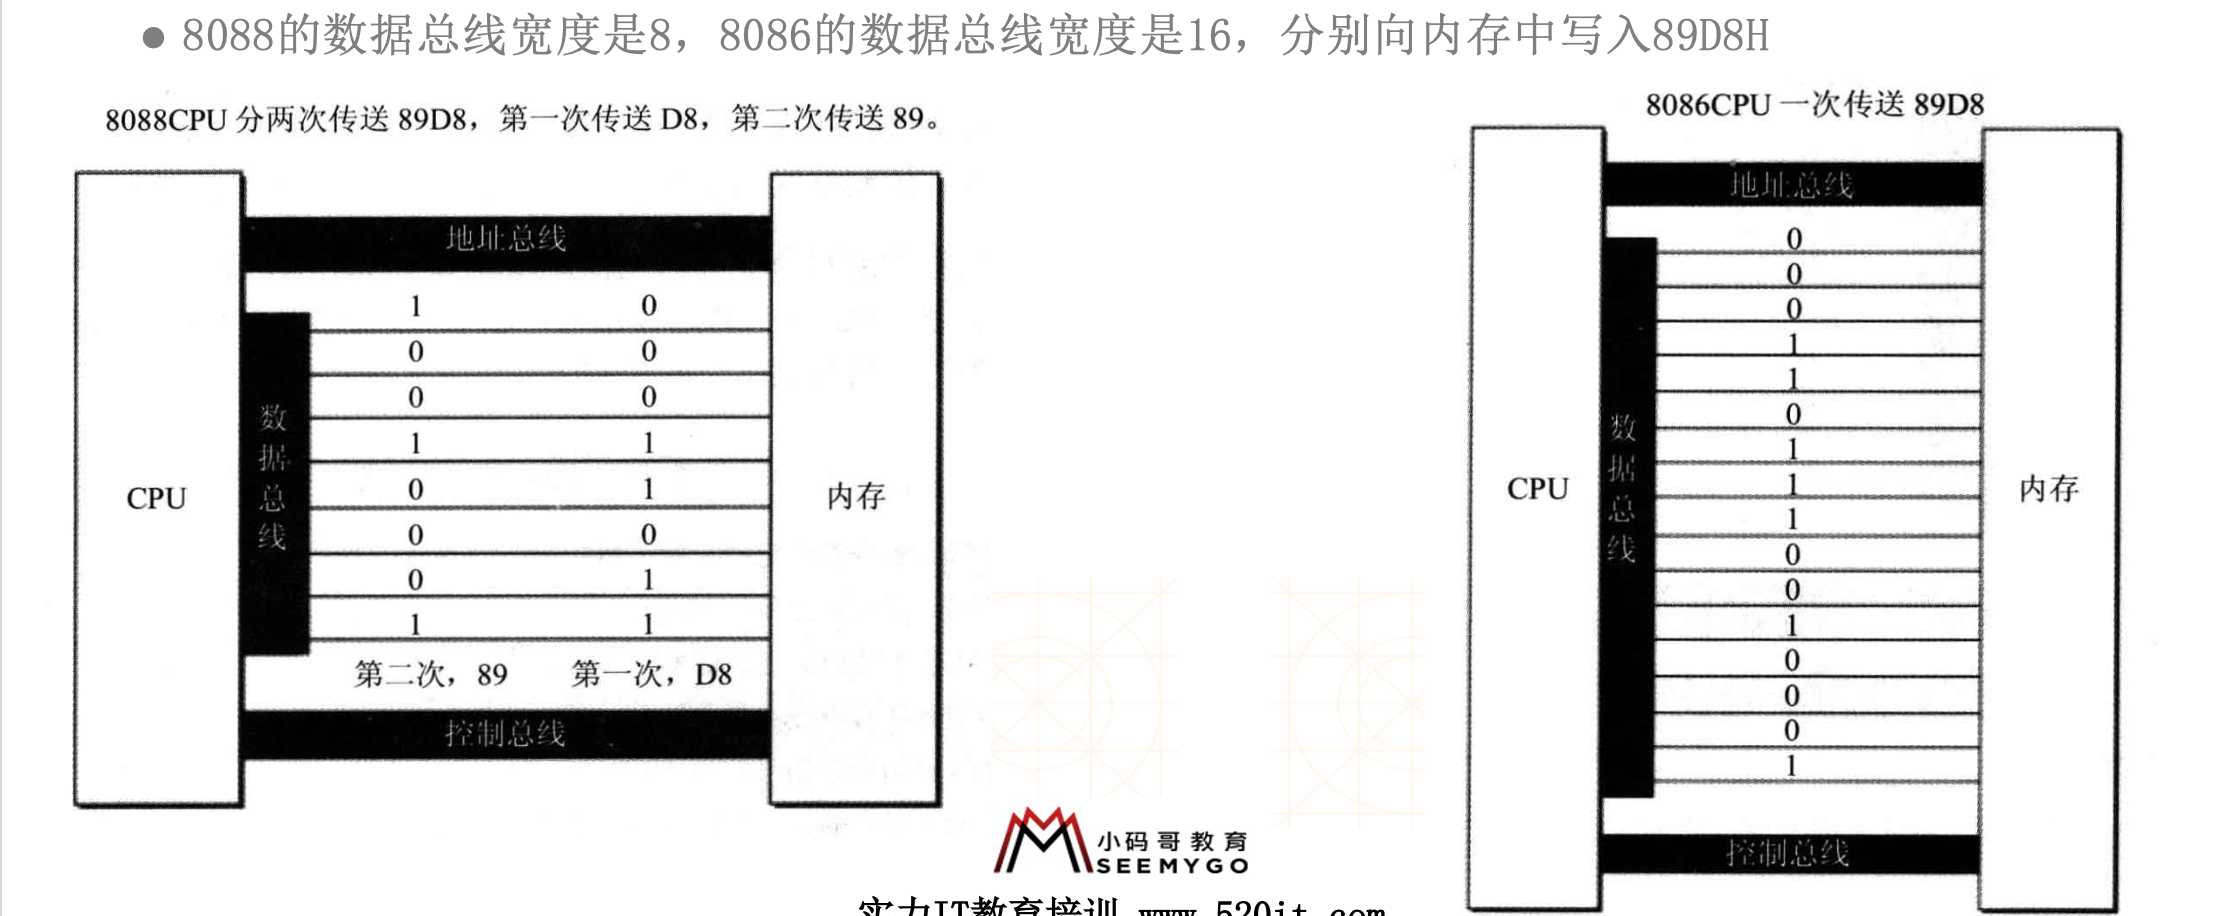 ● 8088的数据总线宽度是8，8086的数据总线宽度是16，分别向内存中写入89D8H
8088CPU 分两次传送 89D8，第一次传送 D8，第二次传送 89。
地址总线
1 0
0 0
0 0
1 1
0 1
0 0
0 1
1 1
数据总线
CPU
内存
第二次，89 第一次，D8
控制总线
8086CPU 一次传送 89D8
地址总线
0
0
0
1
1
0
1
1
1
0
0
1
0
0
0
1
数据总线
CPU
内存
控制总线
小码哥教育
SEEMYGO
实力IT教育培训 www.520it.com